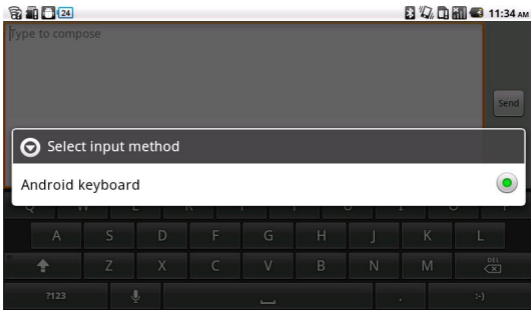 24
11:34 AM
Type to compose
Send
Select input method
Android keyboard
A S D F G H J K L
Z X C V B N M DEL
?123 . :-)